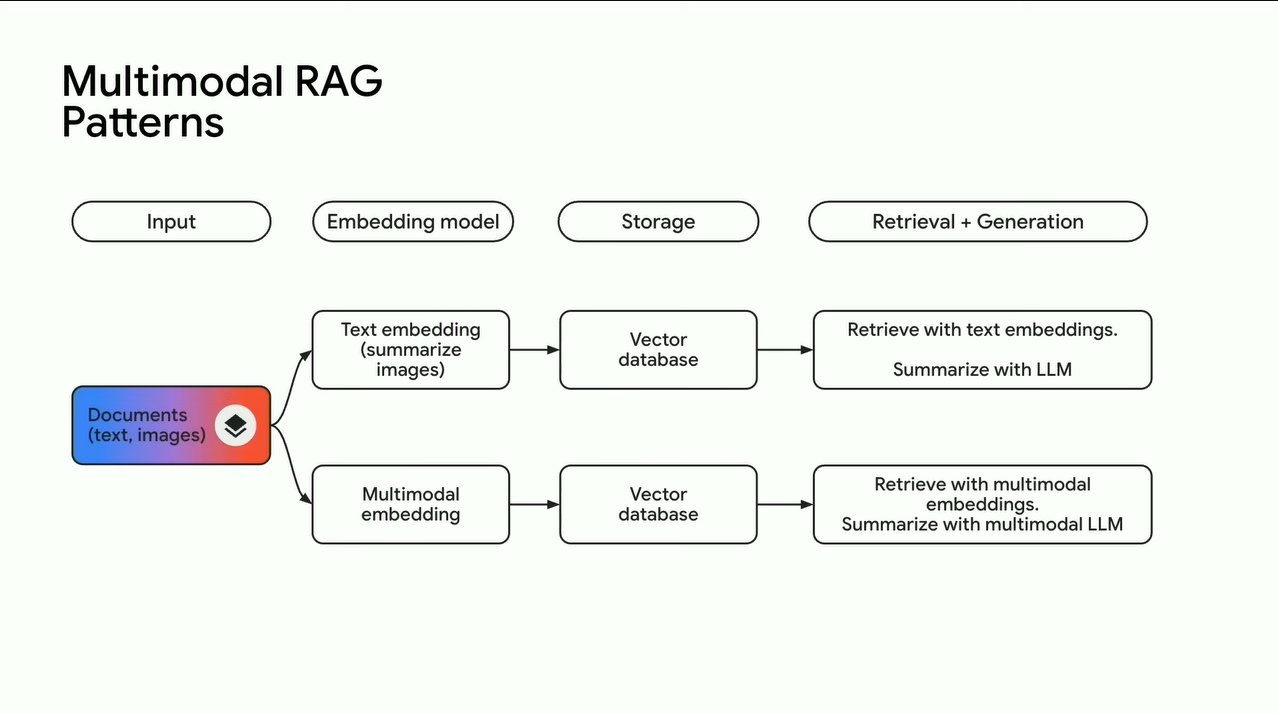 Multimodal RAG
Patterns
Input
Embedding model
Storage
Retrieval + Generation
Documents
(text, images)
Text embedding
(summarize
images)
Vector
database
Retrieve with text embeddings.
Summarize with LLM
Multimodal
embedding
Vector
database
Retrieve with multimodal
embeddings.
Summarize with multimodal LLM